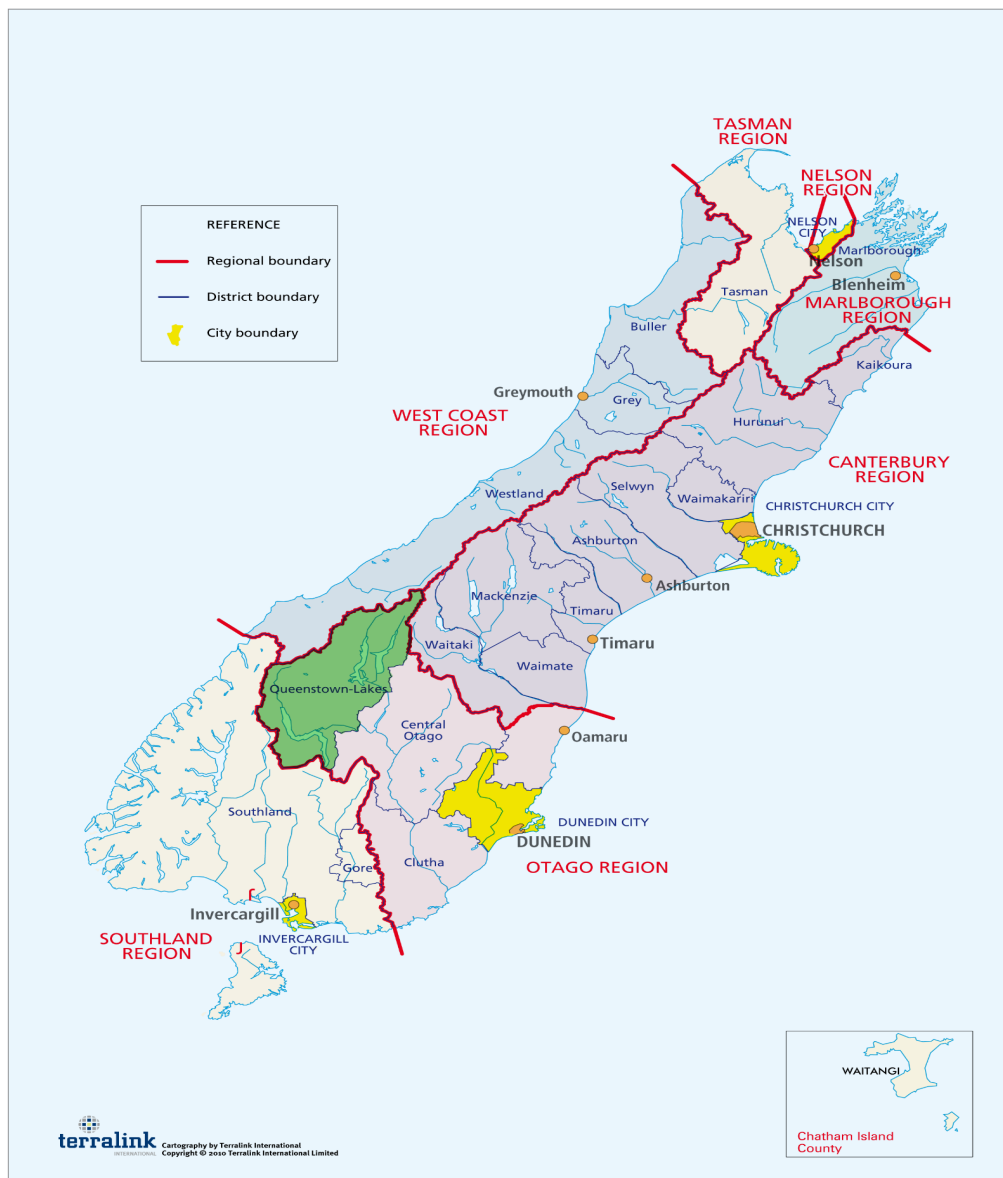 TASMAN
REGION
NELSON
REGION
NELSON
CITY
Marlborough
Nelson
Blenheim
MARLBOROUGH
REGION
REFERENCE
Regional boundary
District boundary
City boundary
Tasman
Buller
Kaikoura
Greymouth
Grey
WEST COAST
REGION
Hurunui
CANTERBURY
REGION
Westland
Selwyn
Waimakariri
CHRISTCHURCH CITY
CHRISTCHURCH
Ashburton
Ashburton
Mackenzie
Timaru
Timaru
Waitaki
Waimate
Queenstown-Lakes
Central
Otago
Oamaru
Southland
DUNEDIN CITY
DUNEDIN
OTAGO REGION
Gore
Clutha
Invercargill
SOUTHLAND
REGION
INVERCARGILL
CITY
WAITANGI
Chatham Island
County
terralink
INTERNATIONAL
Cartography by Terralink International
Copyright © 2010 Terralink International Limited